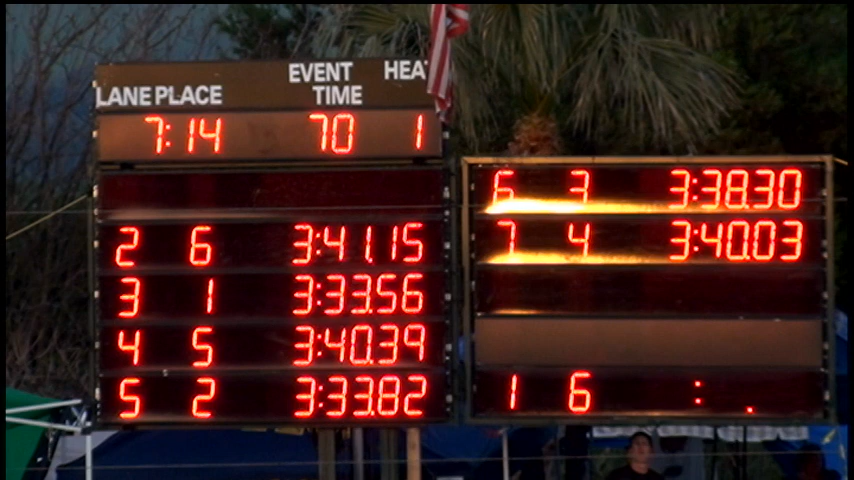 EVENT HEAT
LANE PLACE TIME
7:14 70 1
2 6 3:41.15
3 1 3:33.56
4 5 3:40.39
5 2 3:33.82
6 3 3:38.30
7 4 3:40.03
1 6 : .